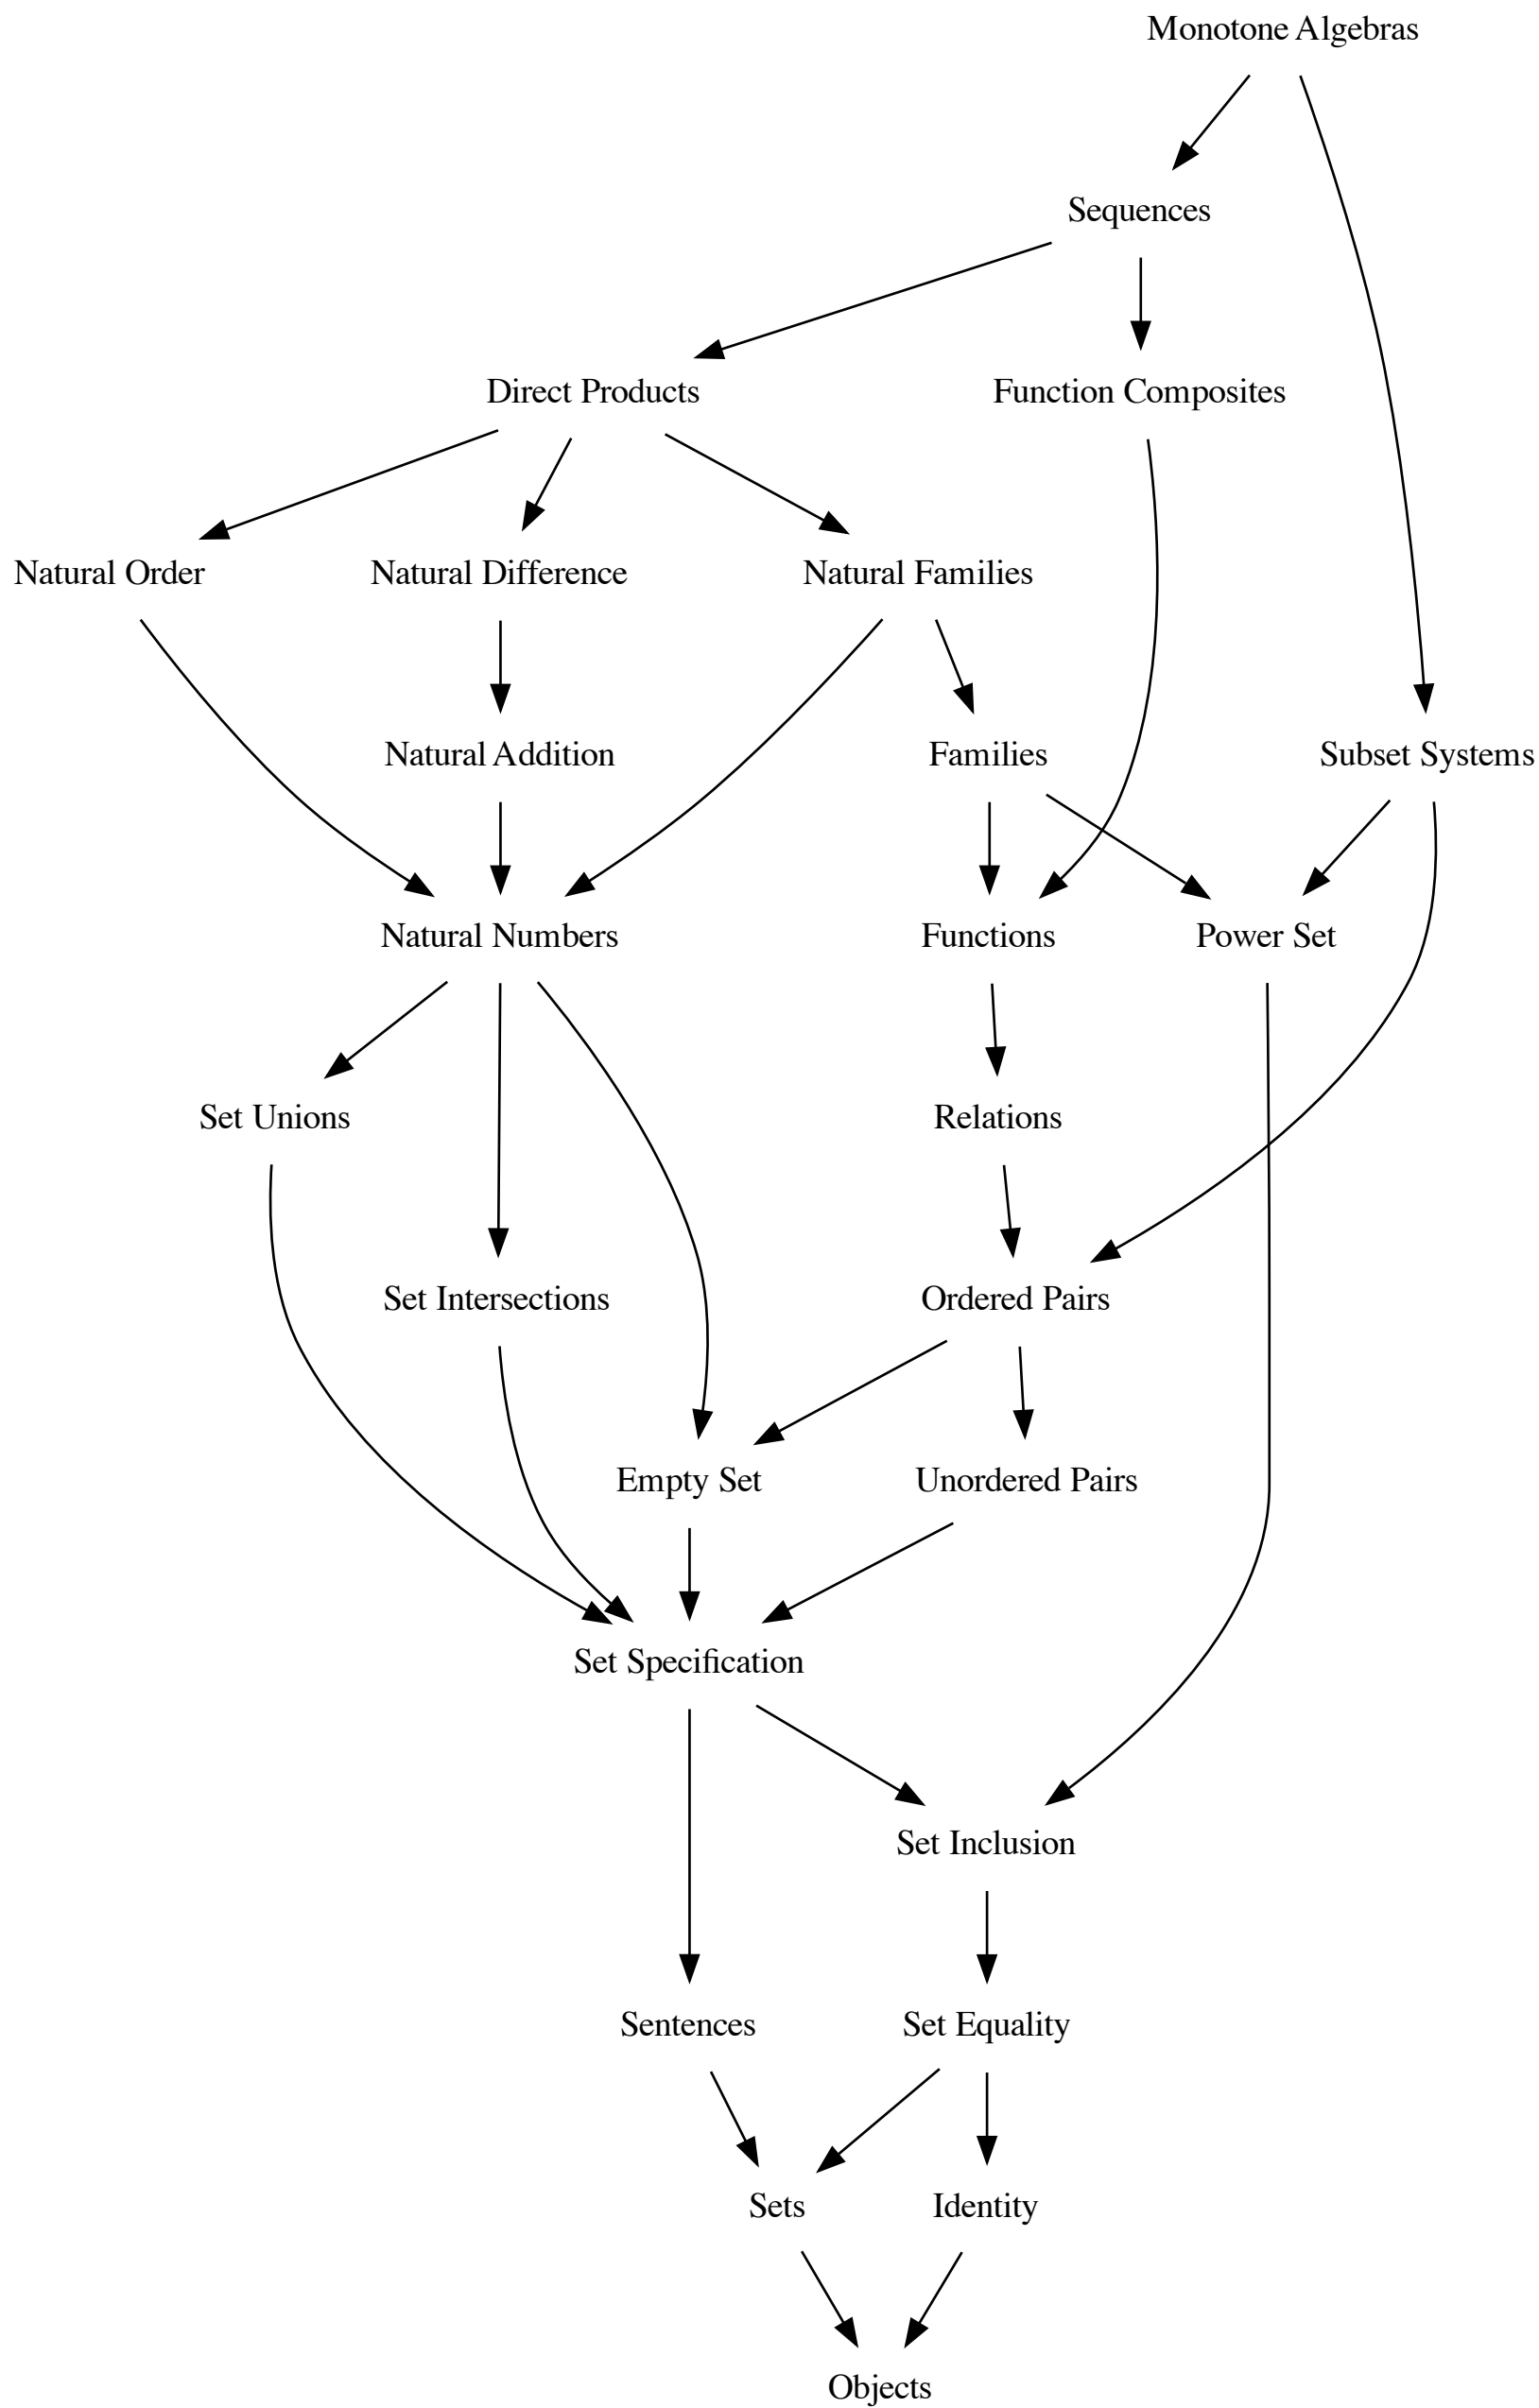 Monotone Algebras
Sequences
Direct Products
Function Composites
Natural Order
Natural Difference
Natural Families
Natural Addition
Families
Subset Systems
Natural Numbers
Functions
Power Set
Set Unions
Relations
Set Intersections
Ordered Pairs
Empty Set
Unordered Pairs
Set Specification
Set Inclusion
Sentences
Set Equality
Sets
Identity
Objects